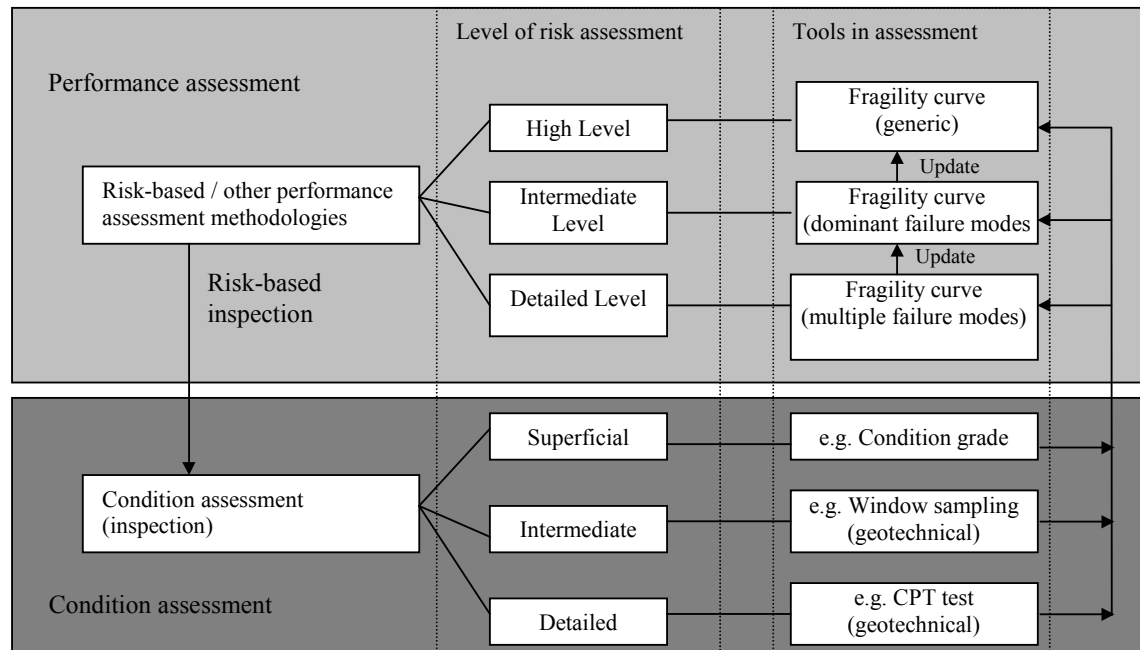 Level of risk assessment
Tools in assessment
Performance assessment
Risk-based / other performance
assessment methodologies
High Level
Intermediate
Level
Detailed Level
Fragility curve
(generic)
Update
Fragility curve
(dominant failure modes
Update
Fragility curve
(multiple failure modes)
Risk-based
inspection
Condition assessment
(inspection)
Superficial
e.g. Condition grade
Intermediate
e.g. Window sampling
(geotechnical)
Detailed
e.g. CPT test
(geotechnical)
Condition assessment